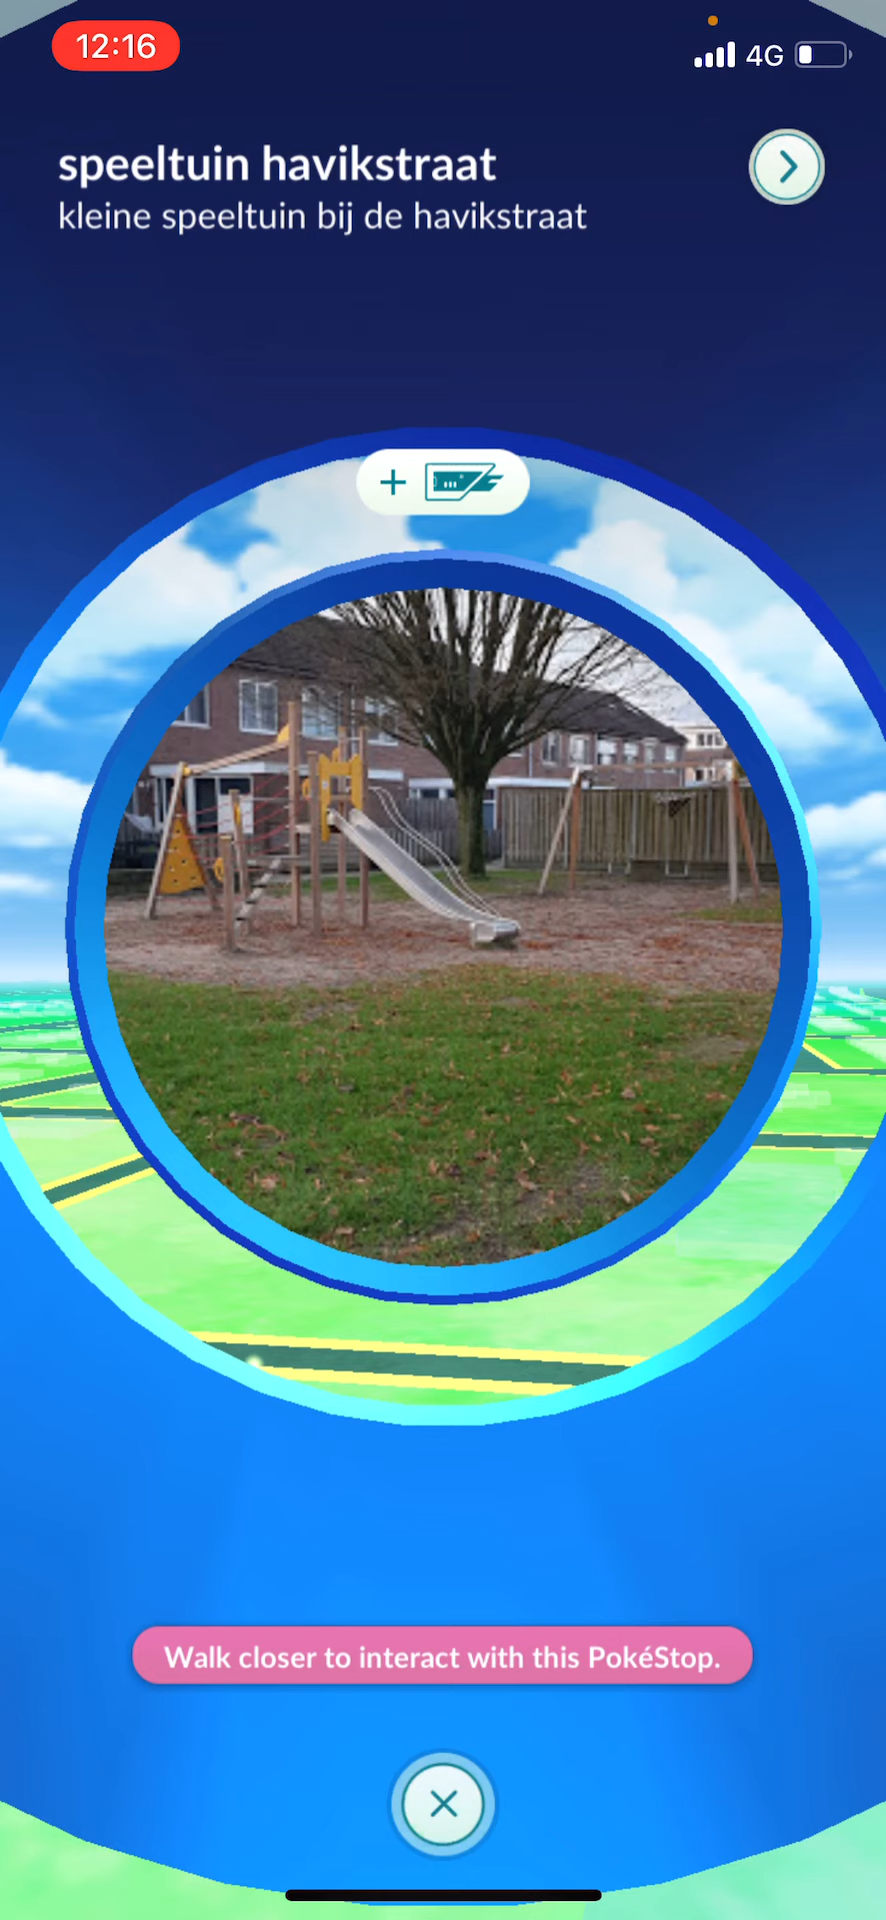 12:16
4G
speeltuin havikstraat
kleine speeltuin bij de havikstraat
Walk closer to interact with this PokéStop.